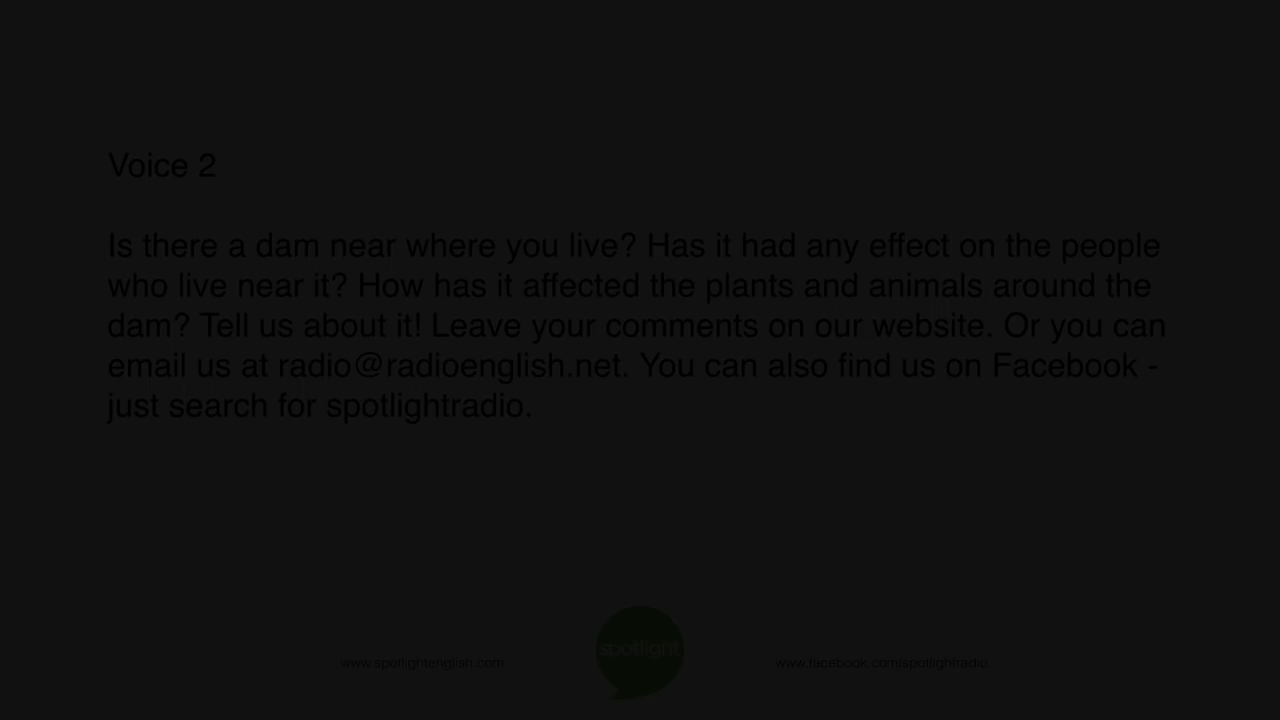 Voice 2
Is there a dam near where you live? Has it had any effect on the people
who live near it? How has it affected the plants and animals around the
dam? Tell us about it! Leave your comments on our website. Or you can
email us at radio@radioenglish.net. You can also find us on Facebook -
just search for spotlightradio.
spotlight
www.spotlightenglish.com
www.facebook.com/spotlightradio